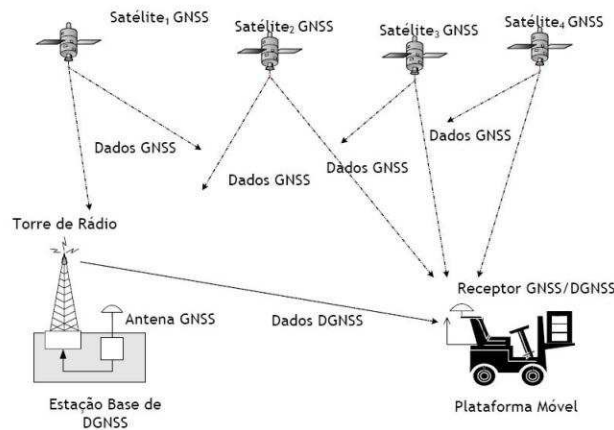 Satélite₁ GNSS
Satélite₂ GNSS
Satélite₃ GNSS
Satélite₄ GNSS
Dados GNSS
Dados GNSS
Dados GNSS
Dados GNSS
Torre de Rádio
Receptor GNSS/DGNSS
Antena GNSS
Dados DGNSS
Estação Base de
DGNSS
Plataforma Móvel